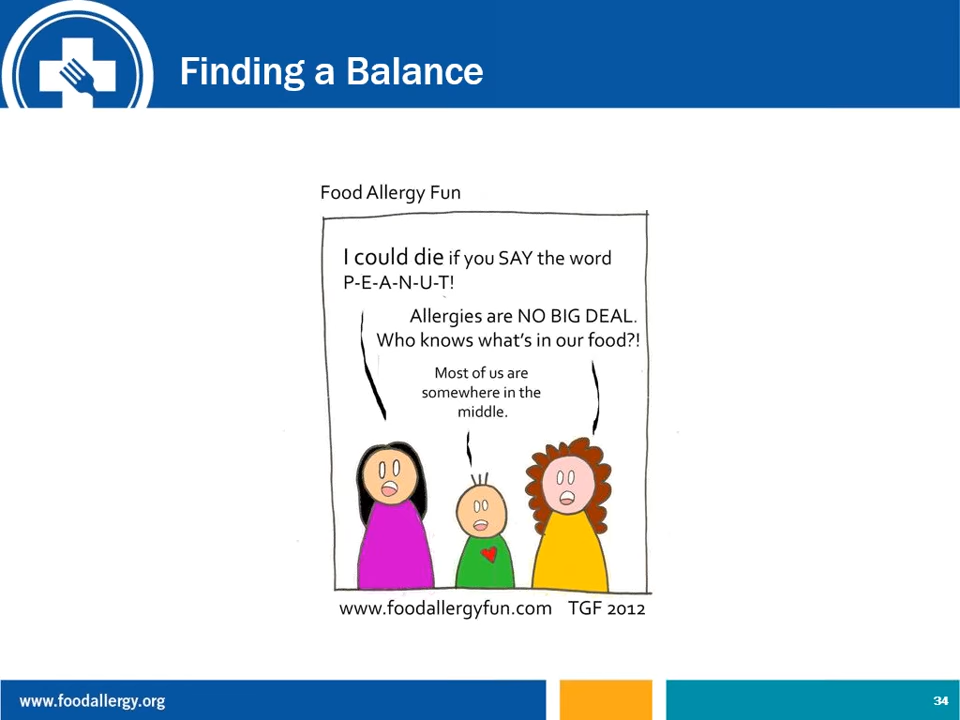 Finding a Balance
Food Allergy Fun
I could die if you SAY the word
P-E-A-N-U-T!
Allergies are NO BIG DEAL.
Who knows what's in our food?!
Most of us are
somewhere in the
middle.
www.foodallergyfun.com TGF 2012
www.foodallergy.org
34